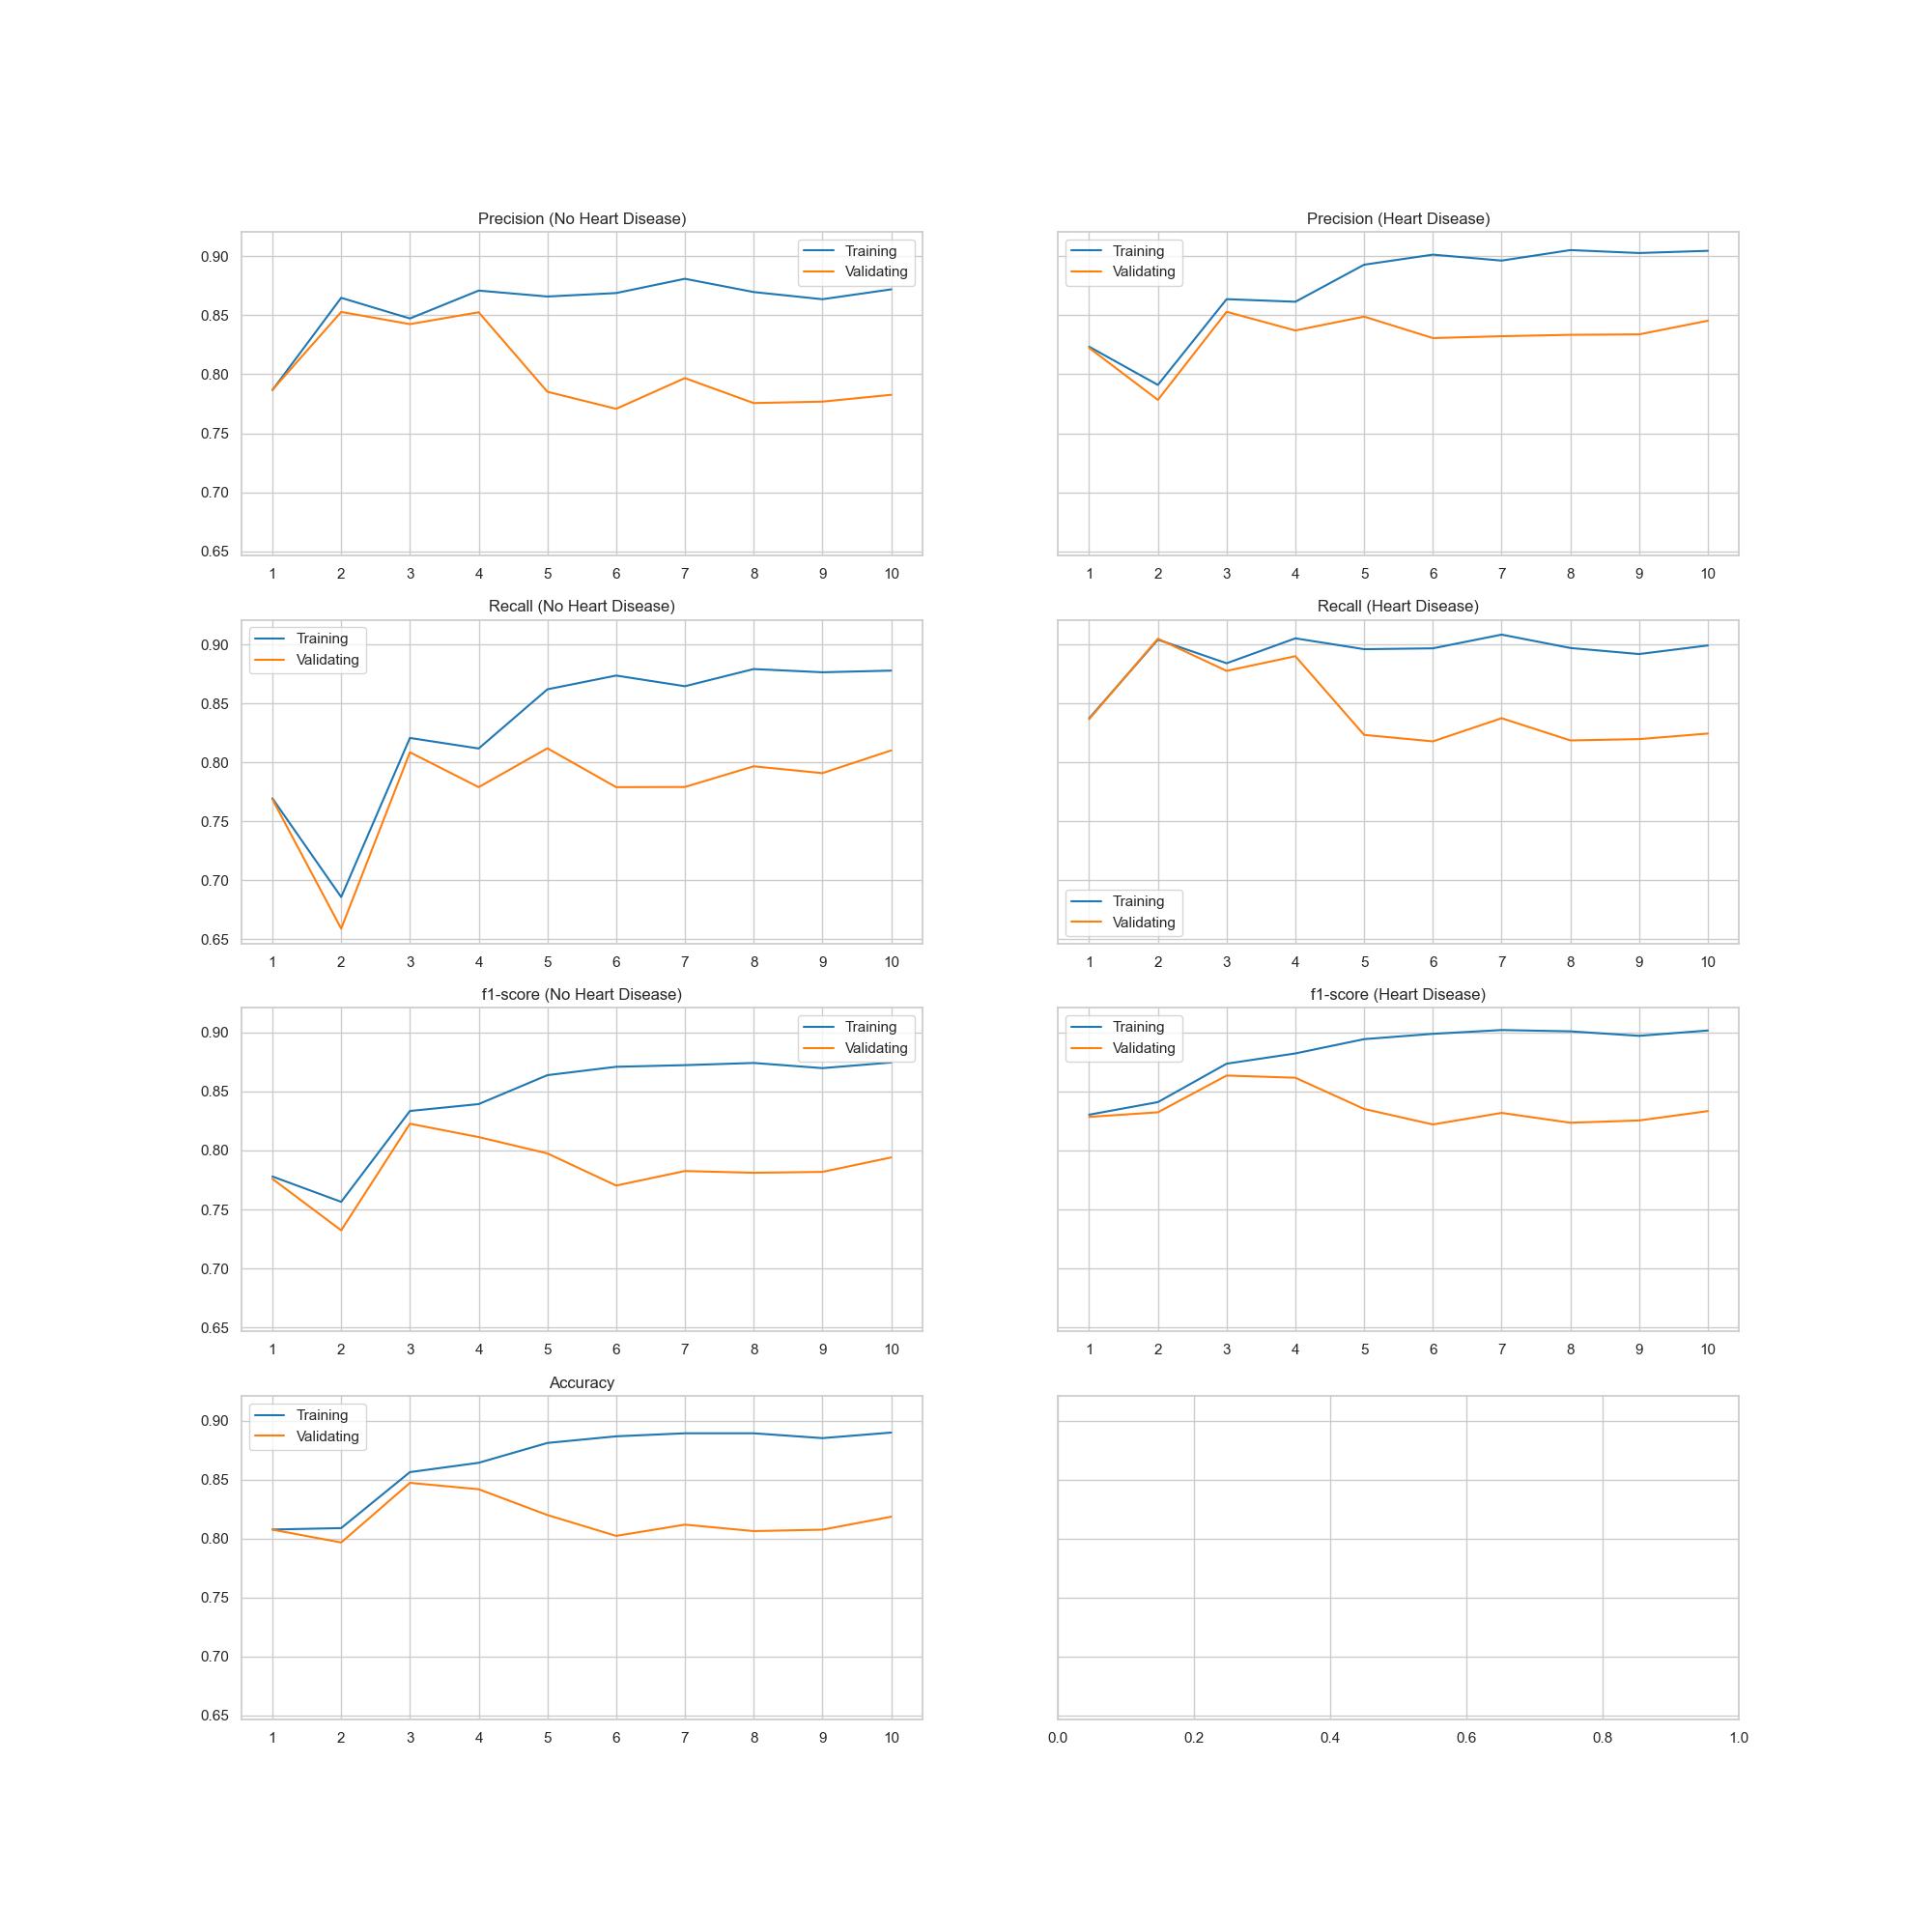 Precision (No Heart Disease)
0.90
0.85
0.80
0.75
0.70
0.65
Training
Validating
1 2 3 4 5 6 7 8 9 10
Precision (Heart Disease)
Training
Validating
1 2 3 4 5 6 7 8 9 10
Recall (No Heart Disease)
0.90
0.85
0.80
0.75
0.70
0.65
Training
Validating
1 2 3 4 5 6 7 8 9 10
Recall (Heart Disease)
Training
Validating
1 2 3 4 5 6 7 8 9 10
f1-score (No Heart Disease)
0.90
0.85
0.80
0.75
0.70
0.65
Training
Validating
1 2 3 4 5 6 7 8 9 10
f1-score (Heart Disease)
Training
Validating
1 2 3 4 5 6 7 8 9 10
Accuracy
0.90
0.85
0.80
0.75
0.70
0.65
Training
Validating
1 2 3 4 5 6 7 8 9 10
0.0 0.2 0.4 0.6 0.8 1.0